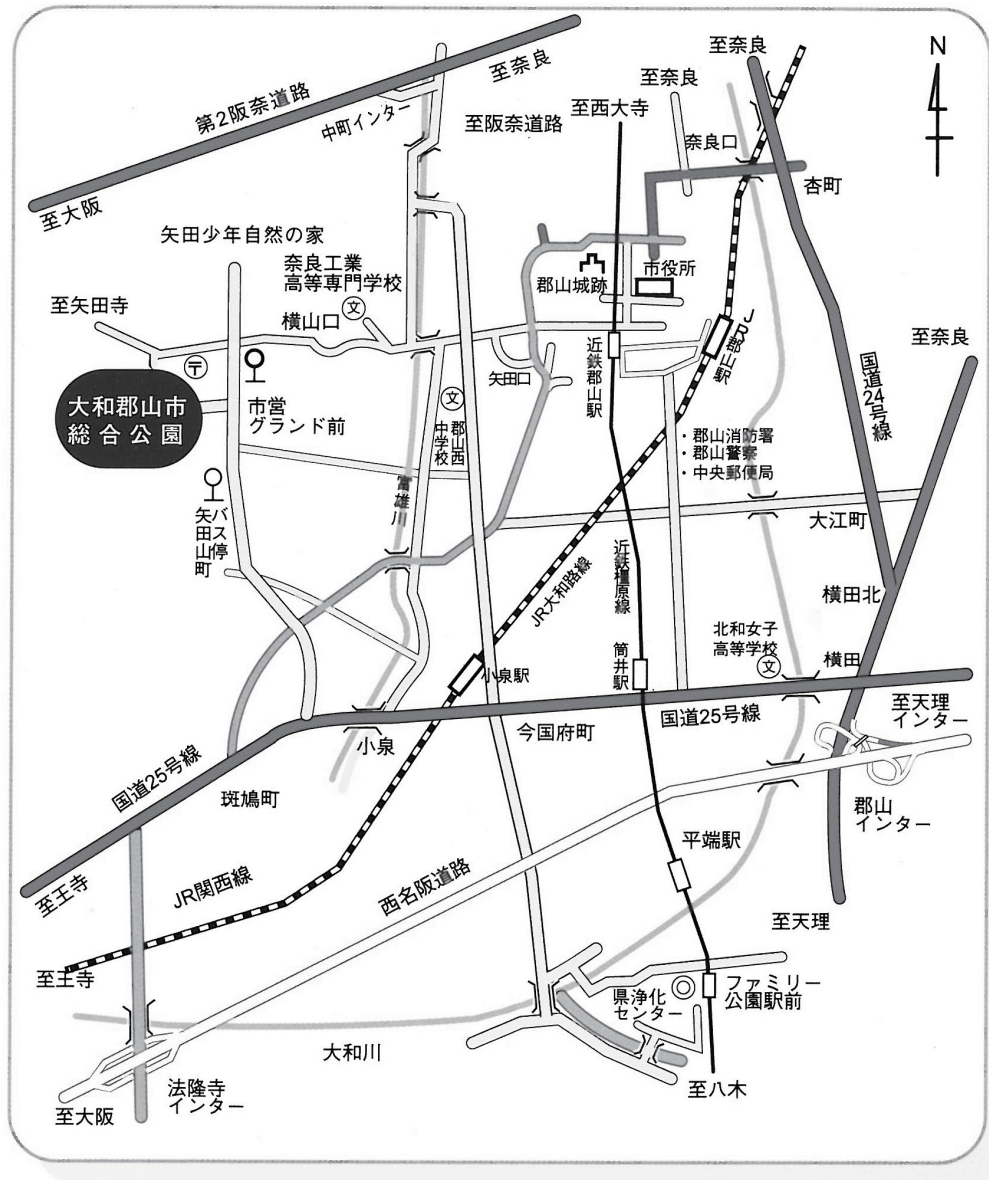 N
至奈良
至奈良
至奈良
第2阪奈道路
中町インター
至阪奈道路
至西大寺
奈良口
杏町
至大阪
矢田少年自然の家
奈良工業
高等専門学校
文
横山口
至矢田寺
〒
郡山城跡
市役所
JR郡山駅
近鉄郡山駅
矢田口
至奈良
国道24号線
大和郡山市
総合公園
市営
グランド前
文
郡山西
中学校
・郡山消防署
・郡山警察
・中央郵便局
富雄川
バス停
矢田山町
大江町
近鉄橿原線
JR大和路線
横田北
北和女子
高等学校
文
横田
筒井駅
小泉駅
至天理
インター
国道25号線
今国府町
小泉
国道25号線
斑鳩町
郡山
インター
平端駅
西名阪道路
JR関西線
至王寺
至天理
至王寺
県浄化
センター
ファミリー
公園駅前
大和川
至八木
法隆寺
インター
至大阪